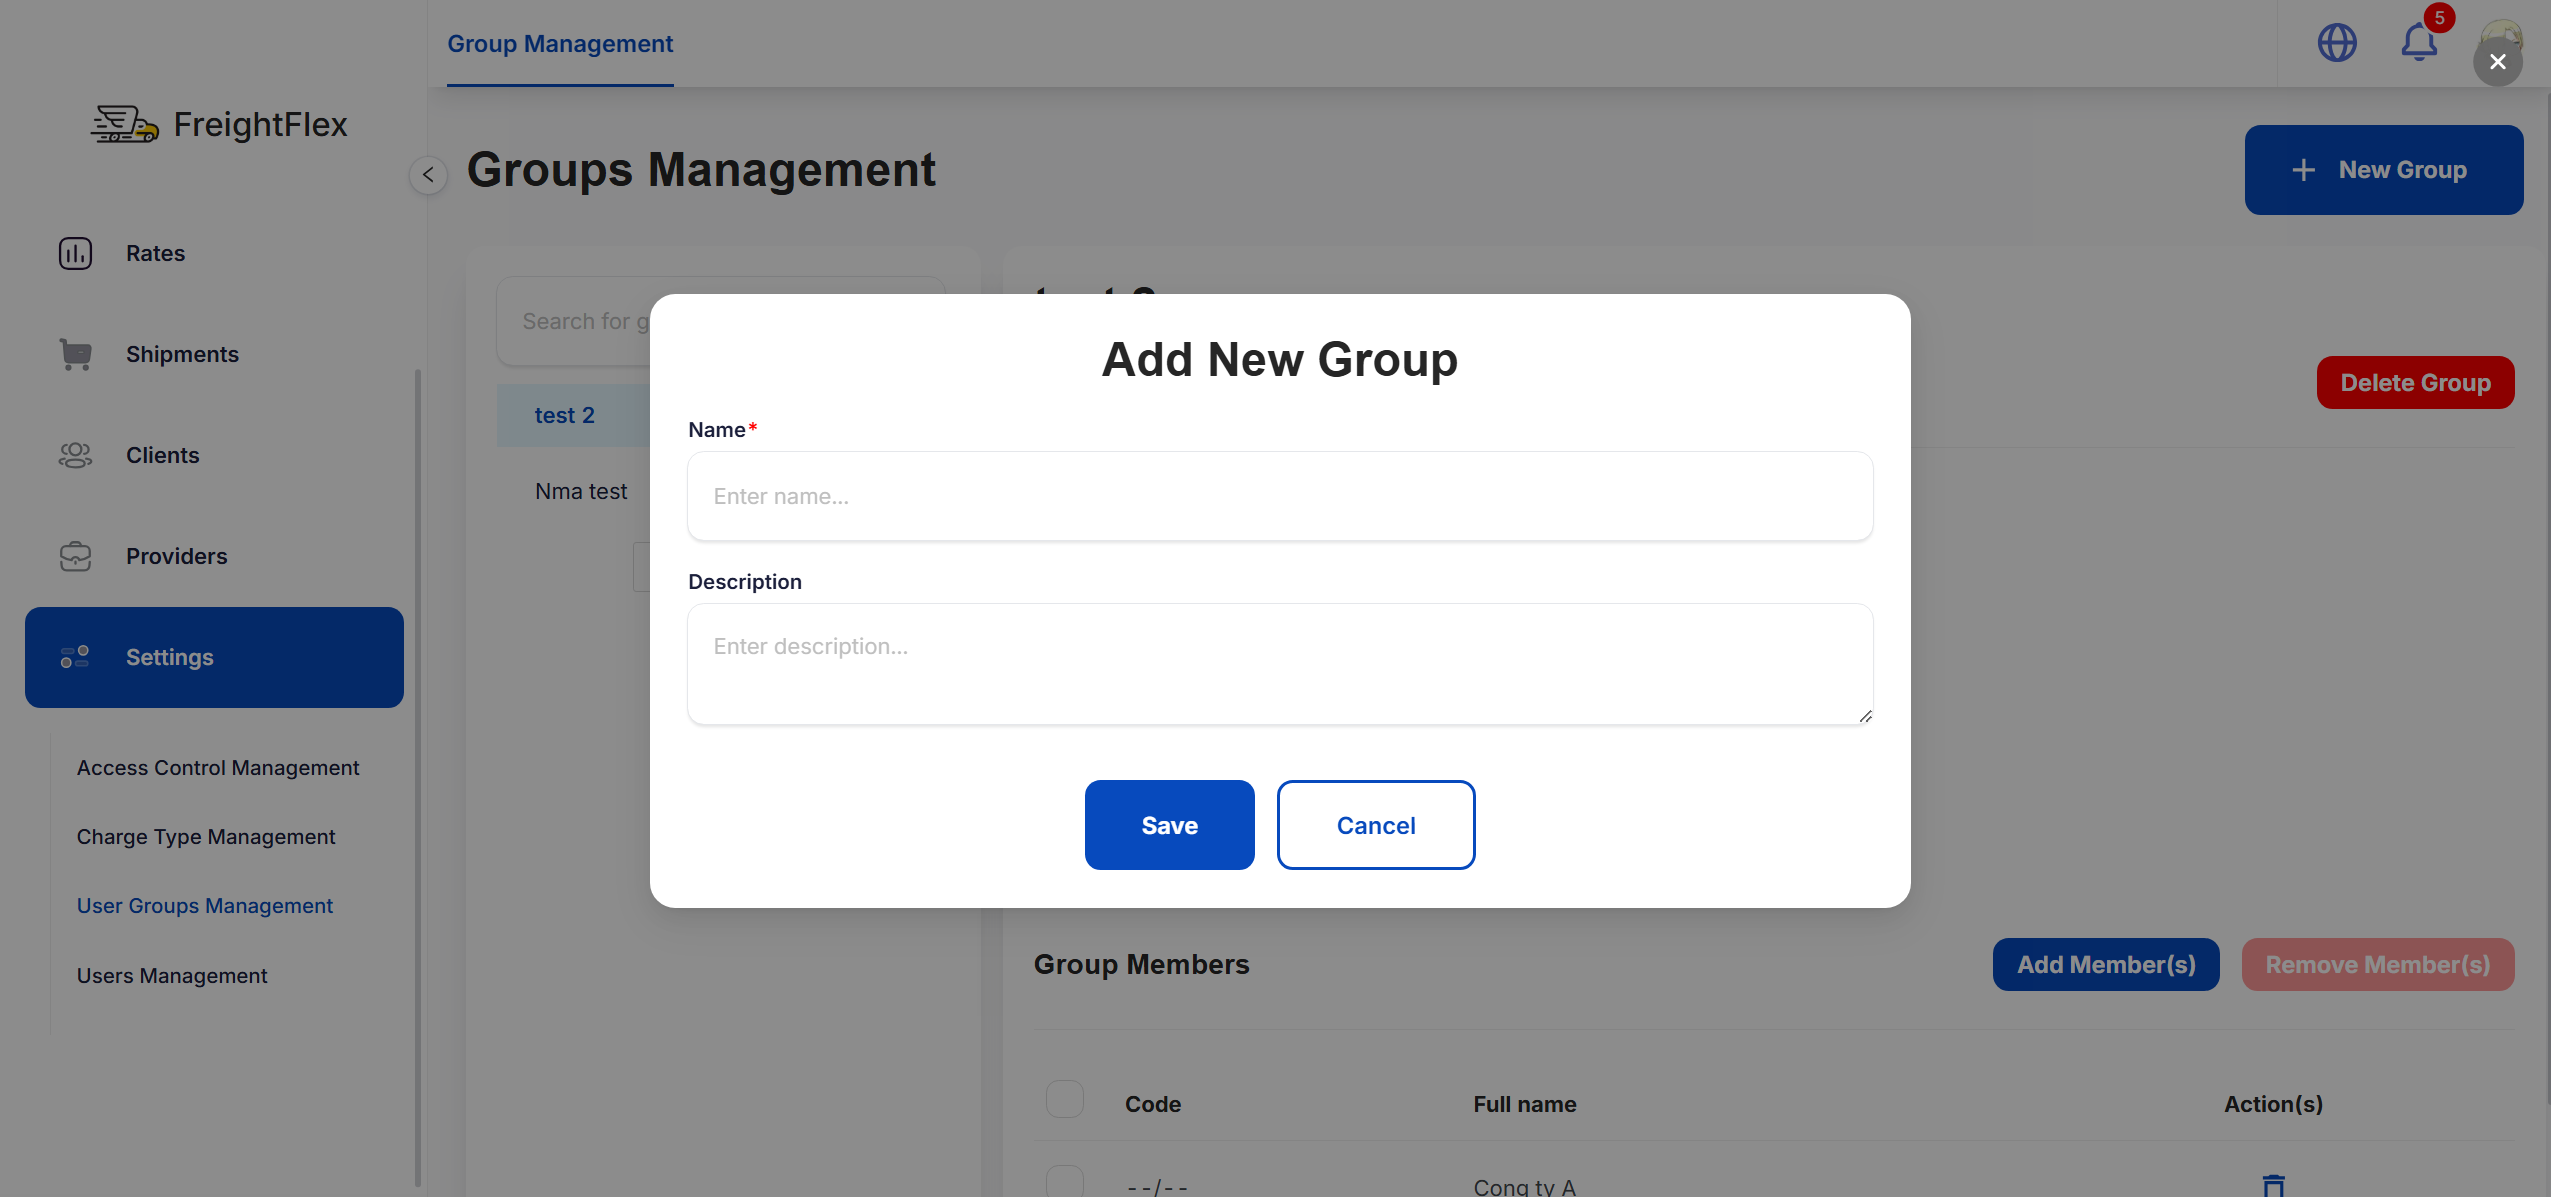 Group Management
5
FreightFlex
Groups Management
New Group
Rates
Shipments
Clients
Providers
Settings
Access Control Management
Charge Type Management
User Groups Management
Users Management
Search for g
test 2
Nma test
Delete Group
Add New Group
Name*
Enter name...
Description
Enter description...
Save
Cancel
Group Members
Add Member(s)
Remove Member(s)
Code
Full name
Action(s)
--/--
Cong ty A